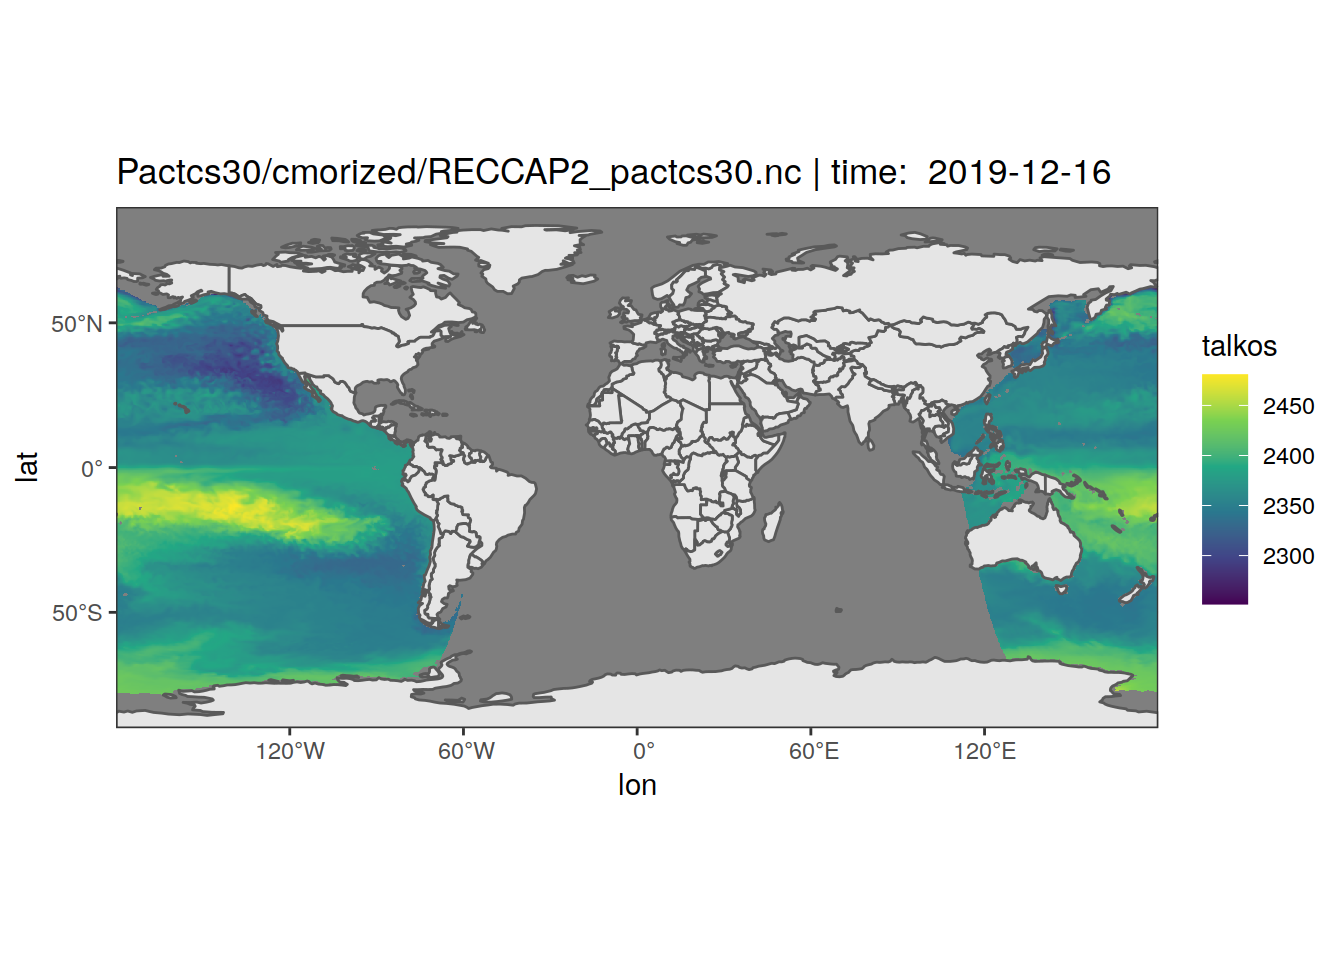 Pactcs30/cmorized/RECCAP2_pactcs30.nc | time:  2019-12-16
talkos
2450
2400
2350
2300
50°N
0°
50°S
lat
120°W
60°W
0°
60°E
120°E
lon